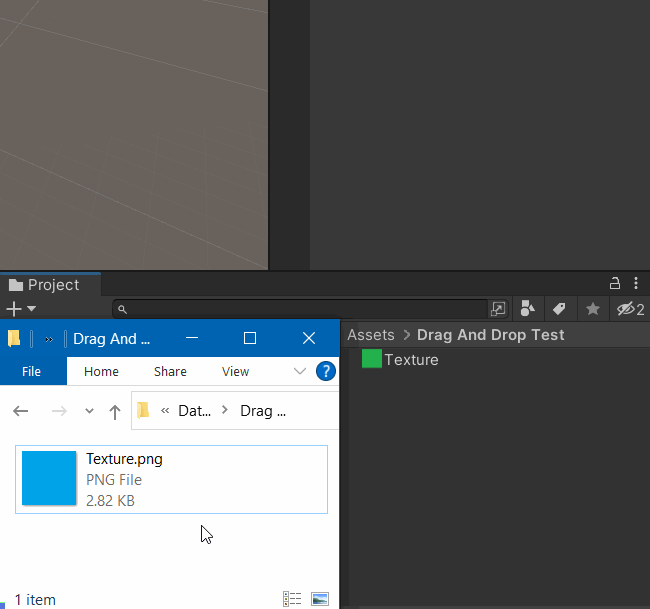 Project
2
Assets > Drag And Drop Test
Texture
» Drag And ...
File Home Share View ?
« Dat... > Drag ...
Texture.png
PNG File
2.82 KB
1 item